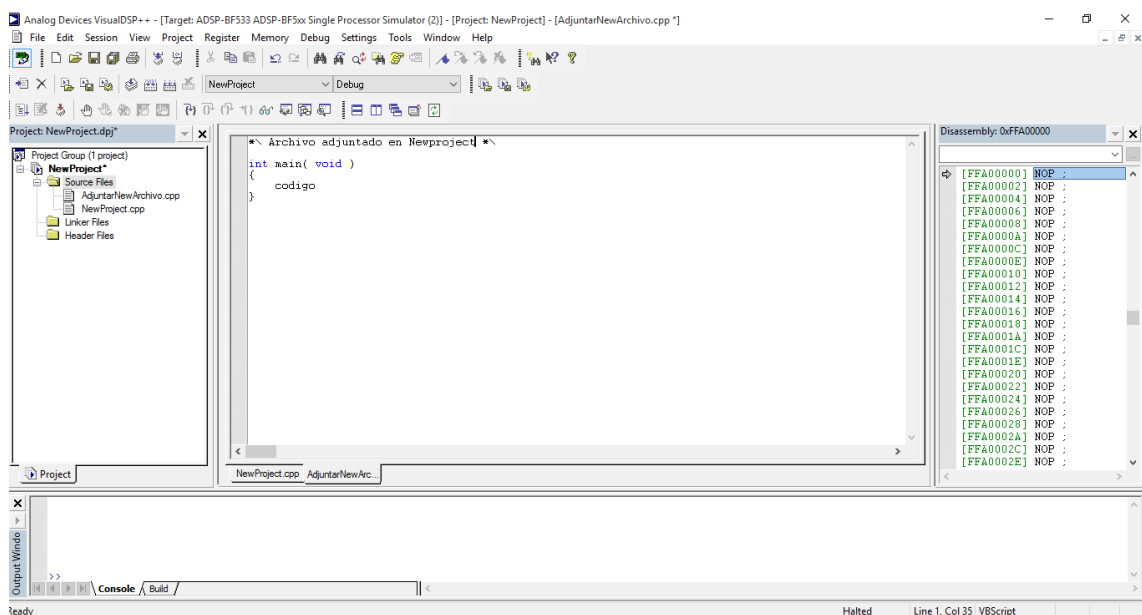 Analog Devices VisualDSP++ - [Target: ADSP-BF533 ADSP-BF5xx Single Processor Simulator (2)] - [Project: NewProject] - [AdjuntarNewArchivo.cpp *]
File Edit Session View Project Register Memory Debug Settings Tools Window Help
NewProject Debug
Project: NewProject.dpj*
Project Group (1 project)
NewProject*
Source Files
AdjuntarNewArchivo.cpp
NewProject.cpp
Linker Files
Header Files
Project
*\ Archivo adjuntado en Newproject *\
int main( void )
{
codigo
}
NewProject.cpp AdjuntarNewArc...
Disassembly: 0xFFA00000
[FFA00000] NOP ;
[FFA00002] NOP ;
[FFA00004] NOP ;
[FFA00006] NOP ;
[FFA00008] NOP ;
[FFA0000A] NOP ;
[FFA0000C] NOP ;
[FFA0000E] NOP ;
[FFA00010] NOP ;
[FFA00012] NOP ;
[FFA00014] NOP ;
[FFA00016] NOP ;
[FFA00018] NOP ;
[FFA0001A] NOP ;
[FFA0001C] NOP ;
[FFA0001E] NOP ;
[FFA00020] NOP ;
[FFA00022] NOP ;
[FFA00024] NOP ;
[FFA00026] NOP ;
[FFA00028] NOP ;
[FFA0002A] NOP ;
[FFA0002C] NOP ;
[FFA0002E] NOP ;
Output Windo
>>
Console Build
Ready Halted Line 1, Col 35 VBScript